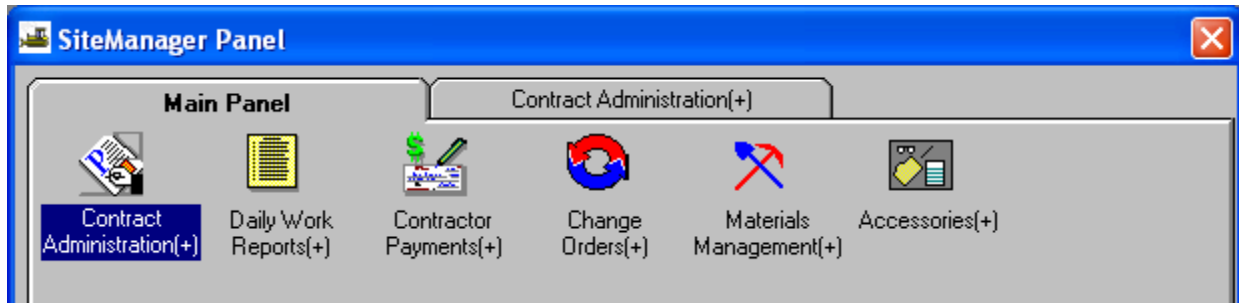 SiteManager Panel
Main Panel
Contract Administration(+)
Contract
Administration(+)
Daily Work
Reports(+)
Contractor
Payments(+)
Change
Orders(+)
Materials
Management(+)
Accessories(+)